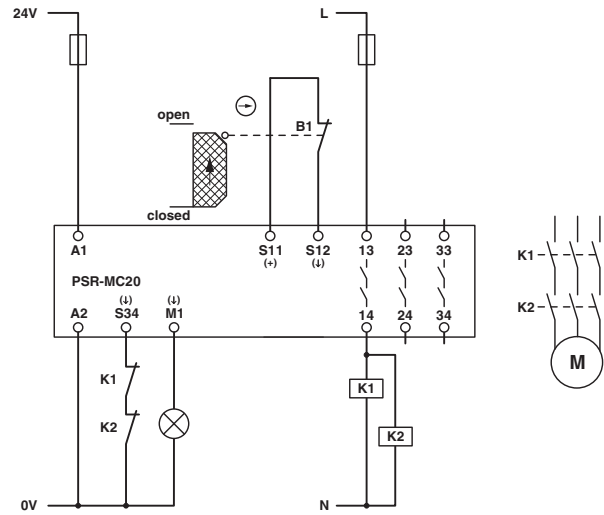 24V
L
open
B1
closed
A1
S11
(+)
S12
(↓)
13
23
33
PSR-MC20
A2
(↓)
S34
(↓)
M1
14
24
34
K1
K2
K1
K2
K1
K2
M
0V
N